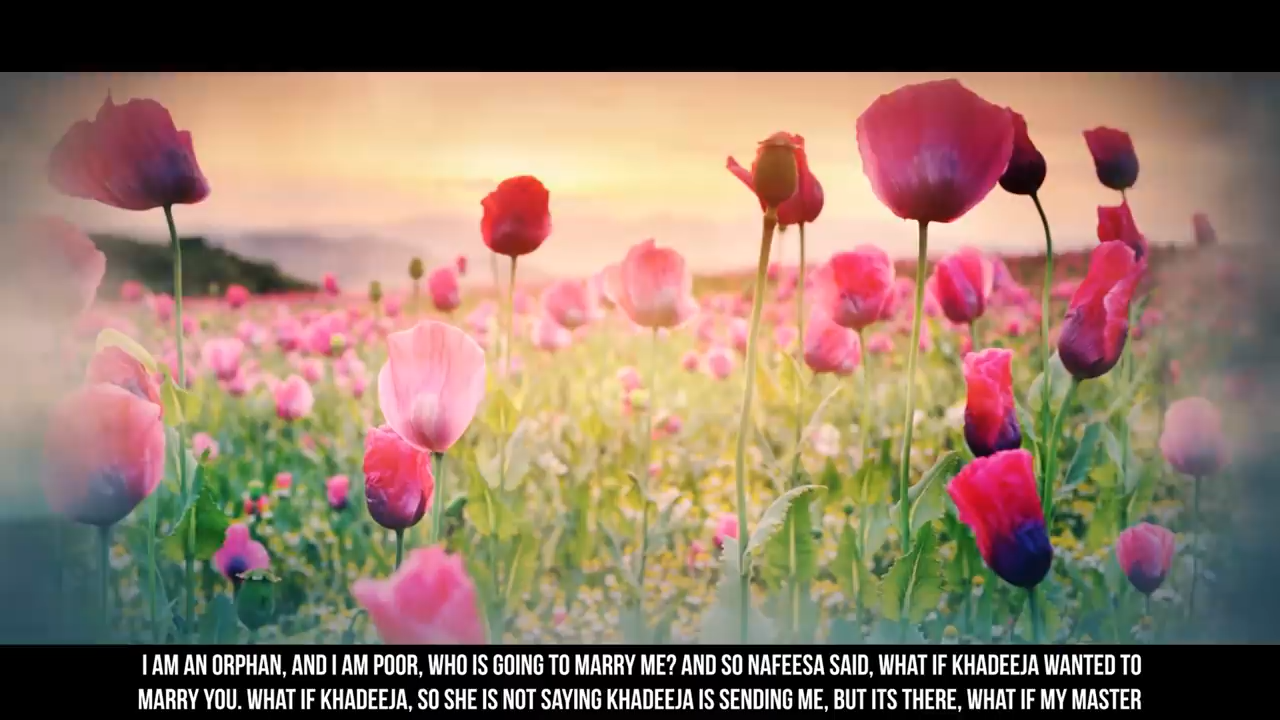 I AM AN ORPHAN, AND I AM POOR, WHO IS GOING TO MARRY ME? AND SO NAFEESA SAID, WHAT IF KHADEEJA WANTED TO
MARRY YOU. WHAT IF KHADEEJA, SO SHE IS NOT SAYING KHADEEJA IS SENDING ME, BUT ITS THERE, WHAT IF MY MASTER